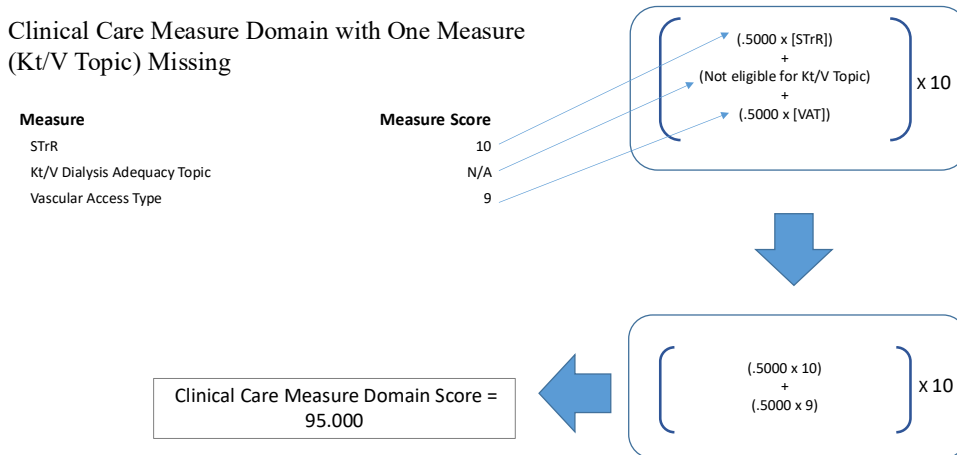 Clinical Care Measure Domain with One Measure
(Kt/V Topic) Missing
Measure Measure Score
STrR 10
Kt/V Dialysis Adequacy Topic N/A
Vascular Access Type 9
(.5000 x [STrR])
+
(Not eligible for Kt/V Topic)
+
(.5000 x [VAT])
X 10
(.5000 x 10)
+
(.5000 x 9)
X 10
Clinical Care Measure Domain Score =
95.000